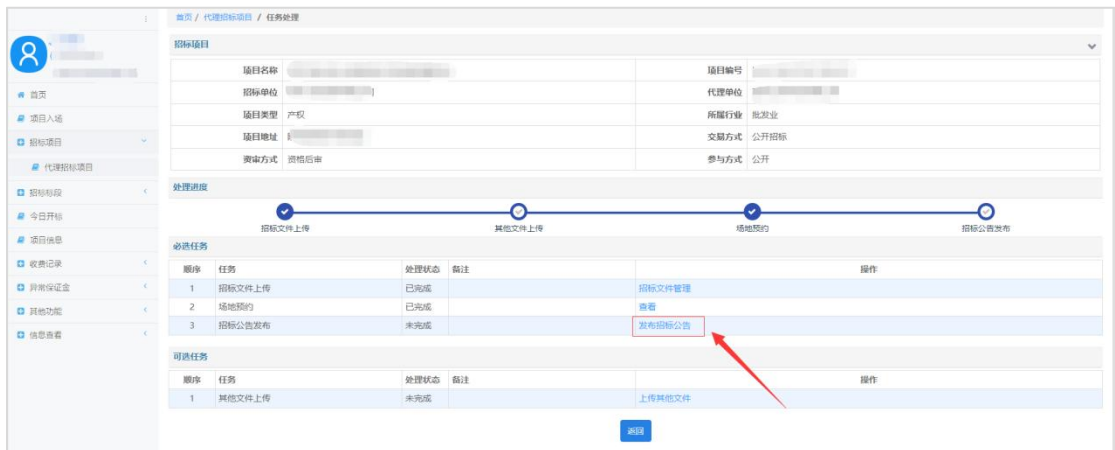 首页 / 代理招标项目 / 任务处理
招标项目
项目名称
项目编号
招标单位
代理单位
项目类型 产权
所属行业 批发业
项目地址
交易方式 公开招标
资审方式 资格后审
参与方式 公开
首页
项目入场
招标项目
代理招标项目
招标标段
今日开标
项目信息
收费记录
异常保证金
其他功能
信息查看
处理进度
招标文件上传 其他文件上传 场地预约 招标公告发布
必选任务
顺序 任务 处理状态 备注 操作
1 招标文件上传 已完成 招标文件管理
2 场地预约 已完成 查看
3 招标公告发布 未完成 发布招标公告
可选任务
顺序 任务 处理状态 备注 操作
1 其他文件上传 未完成 上传其他文件
返回